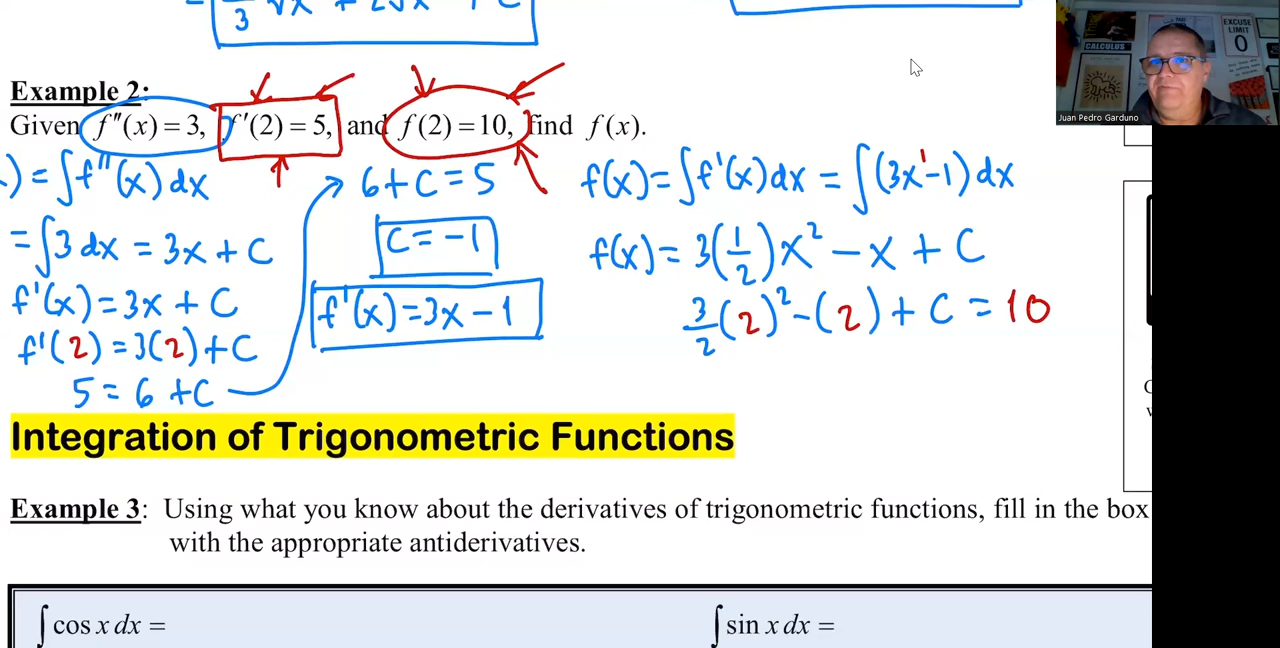 = 3 √x + 2√x + C
Example 2:
Given f''(x) = 3, f'(2) = 5, and f(2) = 10, find f(x).
) = ∫f''(x) dx
= ∫3 dx = 3x + C
f'(x) = 3x + C
f'(2) = 3(2) + C
5 = 6 + C
6 + C = 5
C = -1
f'(x) = 3x - 1
f(x) = ∫f'(x) dx = ∫(3x¹ - 1) dx
f(x) = 3(1/2)x² - x + C
3/2(2)² - (2) + C = 10
Integration of Trigonometric Functions
Example 3: Using what you know about the derivatives of trigonometric functions, fill in the box
with the appropriate antiderivatives.
∫cos x dx =
∫sin x dx =
CALCULUS
EXCUSE
LIMIT
0
Juan Pedro Garduno